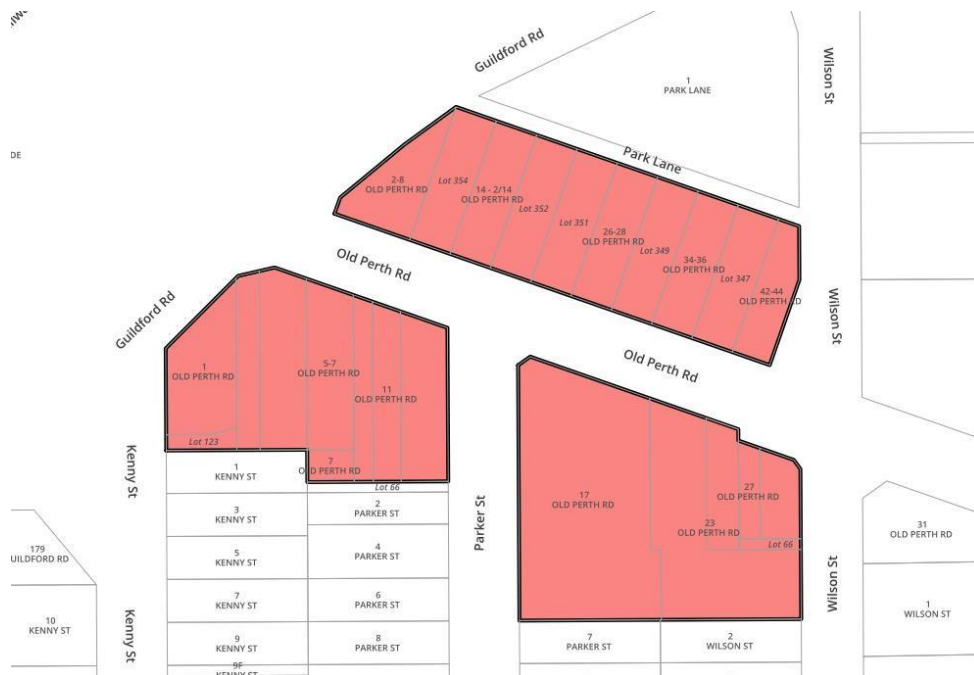 Guildford Rd
Wilson St
1
PARK LANE
DE
Park Lane
2-8
OLD PERTH RD
Lot 354
14 - 2/14
OLD PERTH RD
Lot 352
Lot 351
26-28
OLD PERTH RD
Lot 349
34-36
OLD PERTH RD
Lot 347
42-44
OLD PERTH RD
Old Perth Rd
Guildford Rd
Wilson St
Old Perth Rd
1
OLD PERTH RD
5-7
OLD PERTH RD
11
OLD PERTH RD
Lot 123
7
OLD PERTH RD
Lot 66
Kenny St
1
KENNY ST
3
KENNY ST
5
KENNY ST
7
KENNY ST
9
KENNY ST
9F
KENNY ST
2
PARKER ST
4
PARKER ST
6
PARKER ST
8
PARKER ST
Parker St
17
OLD PERTH RD
23
OLD PERTH RD
27
OLD PERTH RD
Lot 66
31
OLD PERTH RD
Wilson St
1
WILSON ST
179
UILDFORD RD
10
KENNY ST
Kenny St
7
PARKER ST
2
WILSON ST